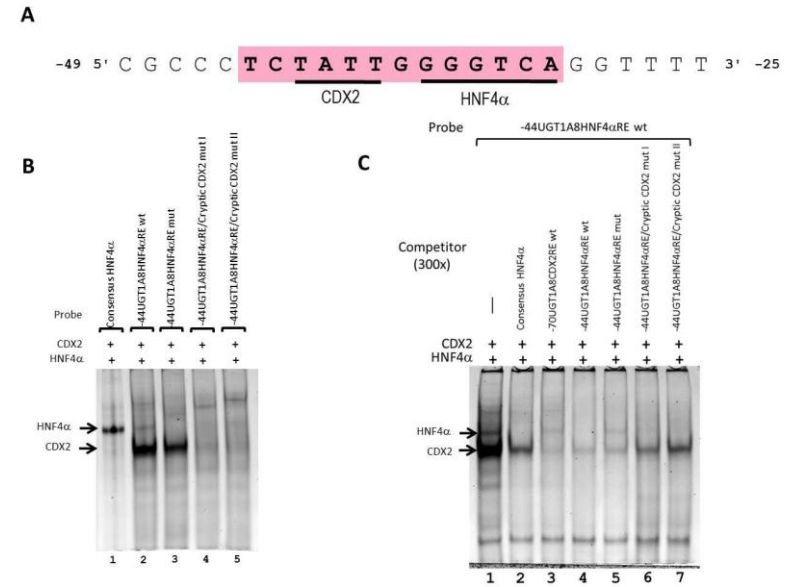 A
-49 5' C G C C C T C T A T T G G G G T C A G G T T T T 3' -25
CDX2 HNF4α
B
Probe
Consensus HNF4α
-44UGT1A8HNF4αRE wt
-44UGT1A8HNF4αRE mut
-44UGT1A8HNF4αRE/Cryptic CDX2 mut I
-44UGT1A8HNF4αRE/Cryptic CDX2 mut II
CDX2 + + + + +
HNF4α + + + + +
HNF4α
CDX2
1 2 3 4 5
C
Probe -44UGT1A8HNF4αRE wt
Competitor
(300x)
—
Consensus HNF4α
-70UGT1A8CDX2RE wt
-44UGT1A8HNF4αRE wt
-44UGT1A8HNF4αRE mut
-44UGT1A8HNF4αRE/Cryptic CDX2 mut I
-44UGT1A8HNF4αRE/Cryptic CDX2 mut II
CDX2 + + + + + + +
HNF4α + + + + + + +
HNF4α
CDX2
1 2 3 4 5 6 7